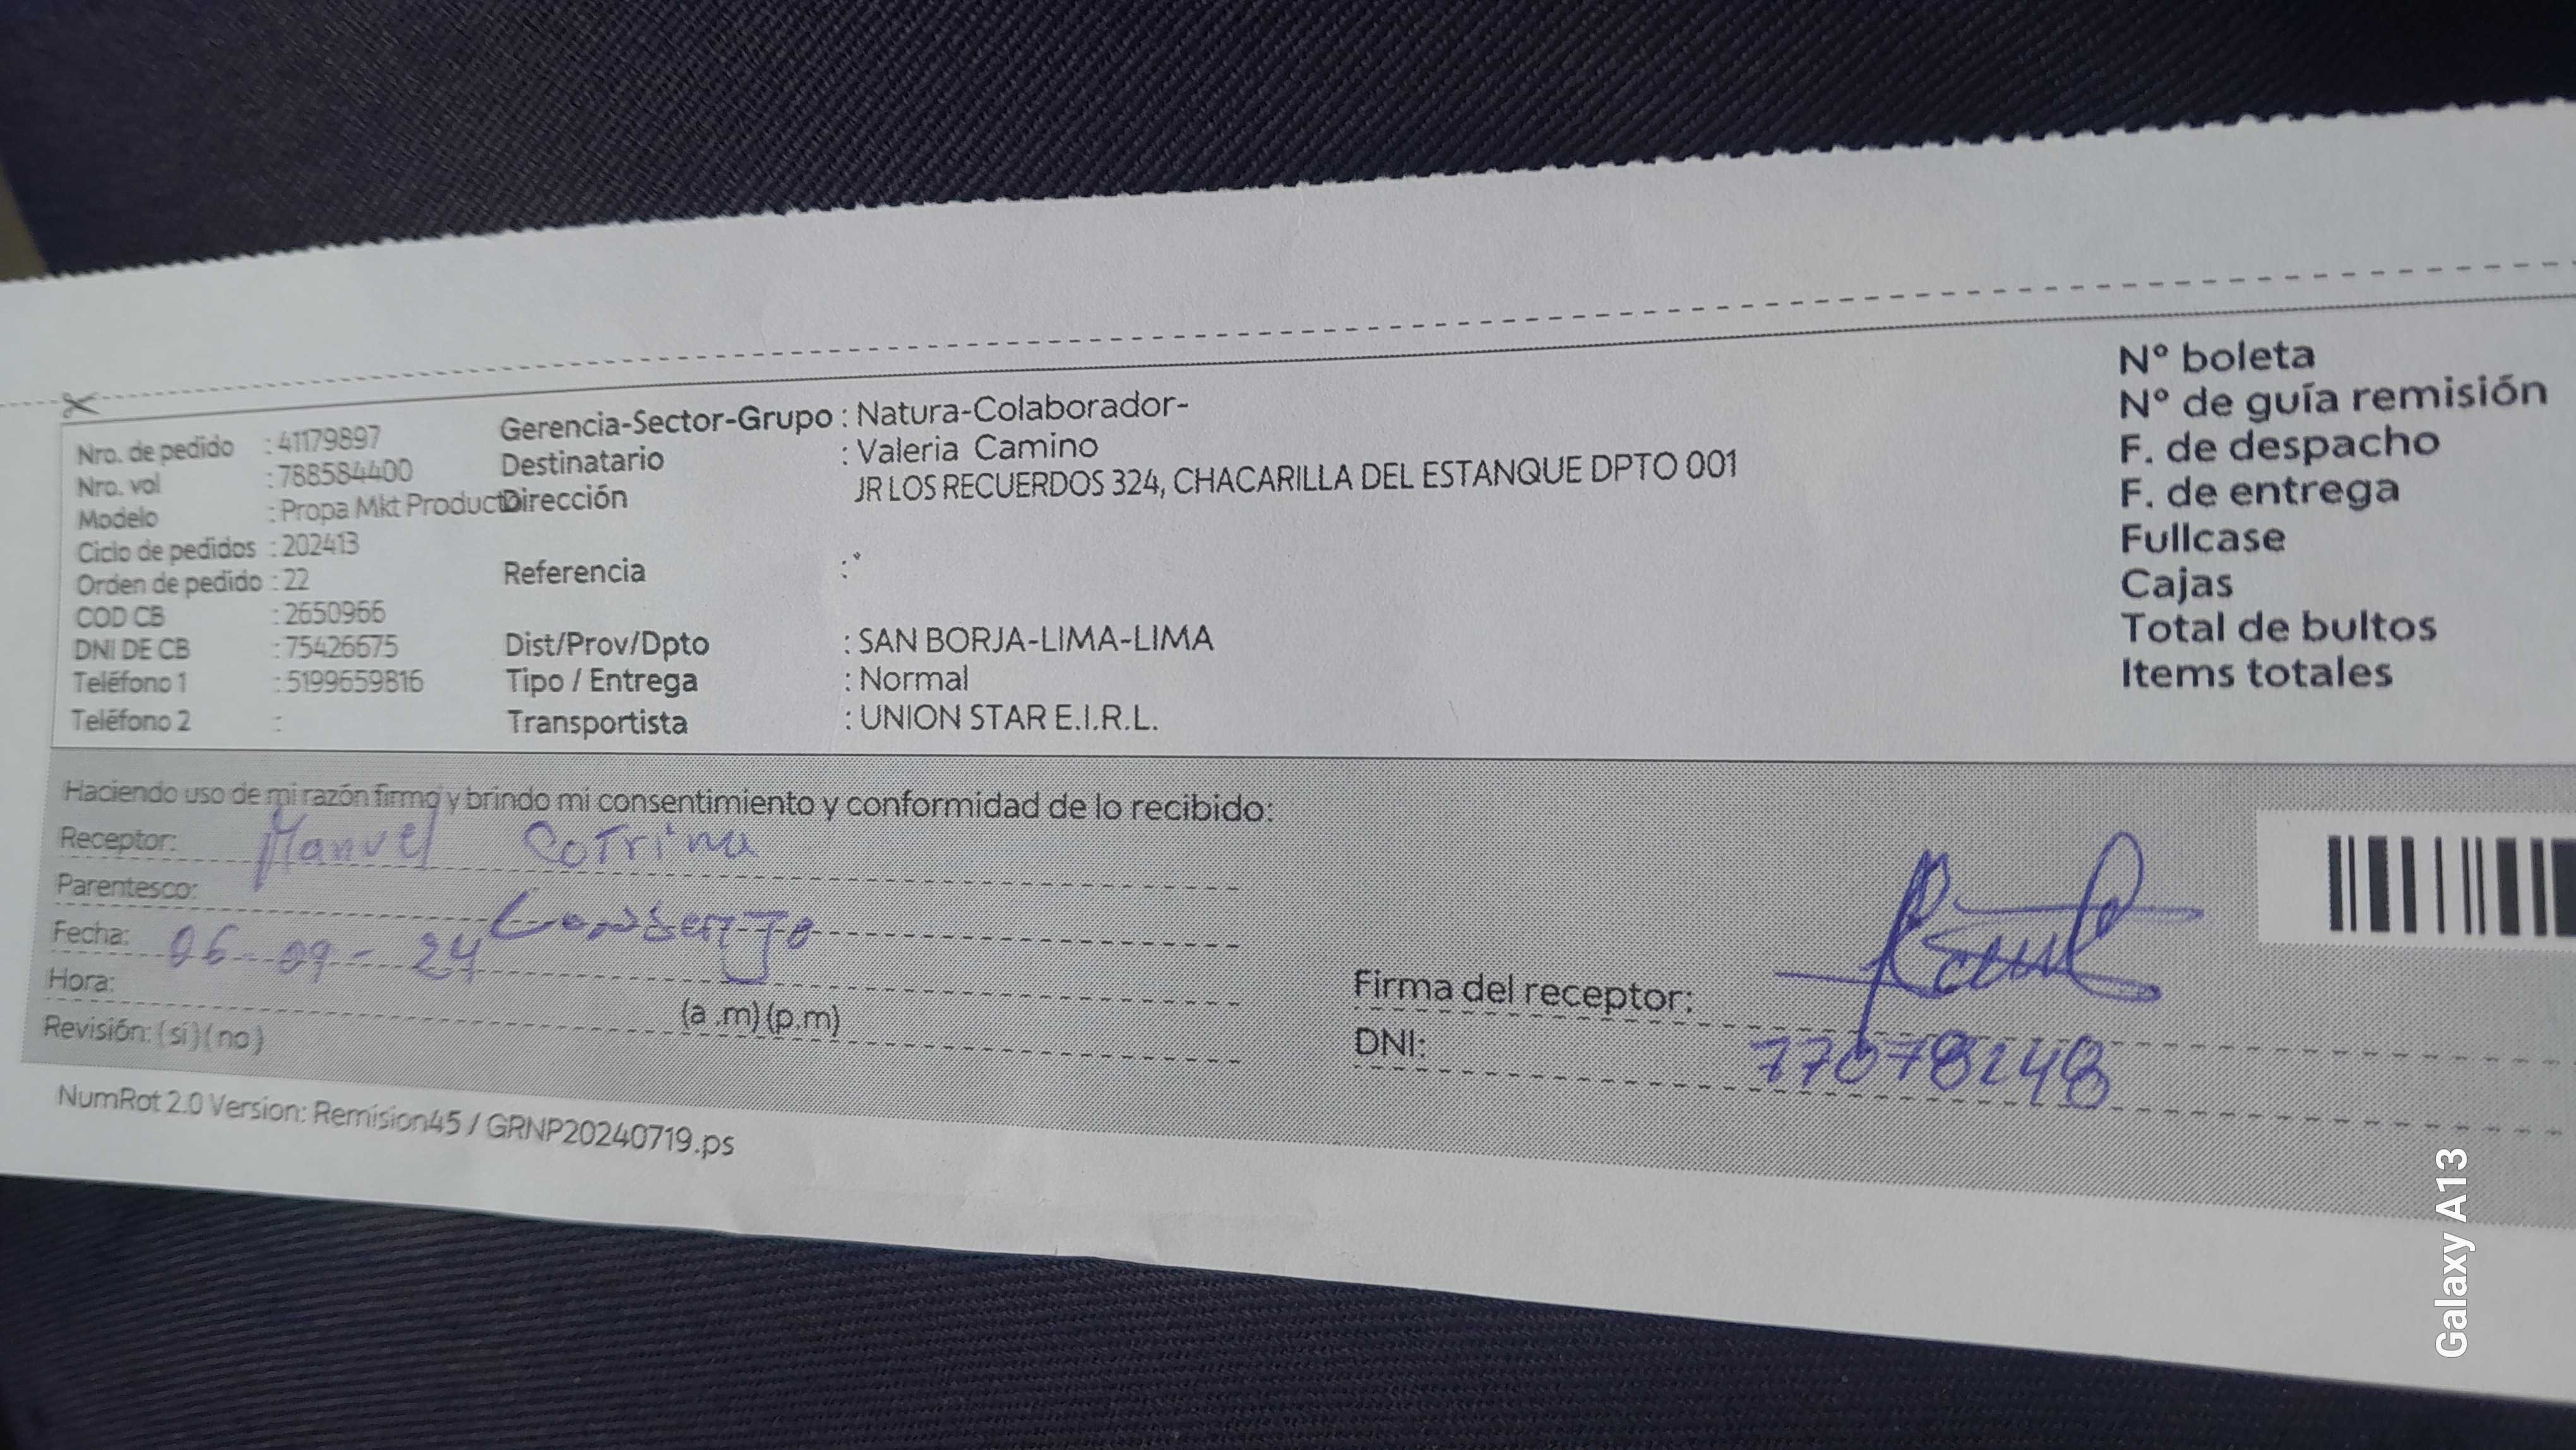 Nro. de pedido : 41179897
Nro. vol : 788584400
Modelo : Propa Mkt Producto
Ciclo de pedidos : 202413
Orden de pedido : 22
COD CB : 2650966
DNI DE CB : 75426675
Teléfono 1 : 5199659816
Teléfono 2 :
Gerencia-Sector-Grupo : Natura-Colaborador-
Destinatario : Valeria Camino
Dirección JR LOS RECUERDOS 324, CHACARILLA DEL ESTANQUE DPTO 001
Referencia : *
Dist/Prov/Dpto : SAN BORJA-LIMA-LIMA
Tipo / Entrega : Normal
Transportista : UNION STAR E.I.R.L.
N° boleta
N° de guía remisión
F. de despacho
F. de entrega
Fullcase
Cajas
Total de bultos
Items totales
Haciendo uso de mi razón firmo y brindo mi consentimiento y conformidad de lo recibido:
Receptor: Manuel Cotrina
Parentesco: Conserje
Fecha: 06-09-24
Hora: (a .m) (p.m)
Revisión: (sí) (no)
Firma del receptor:
DNI:
NumRot 2.0 Version: Remision45 / GRNP20240719.ps
Galaxy A13